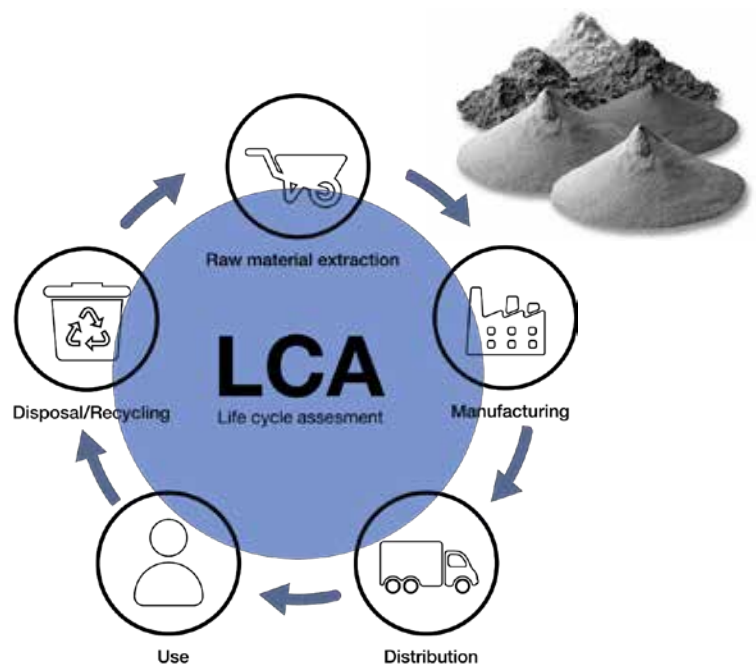 Raw material extraction
LCA
Life cycle assesment
Disposal/Recycling
Manufacturing
Use
Distribution